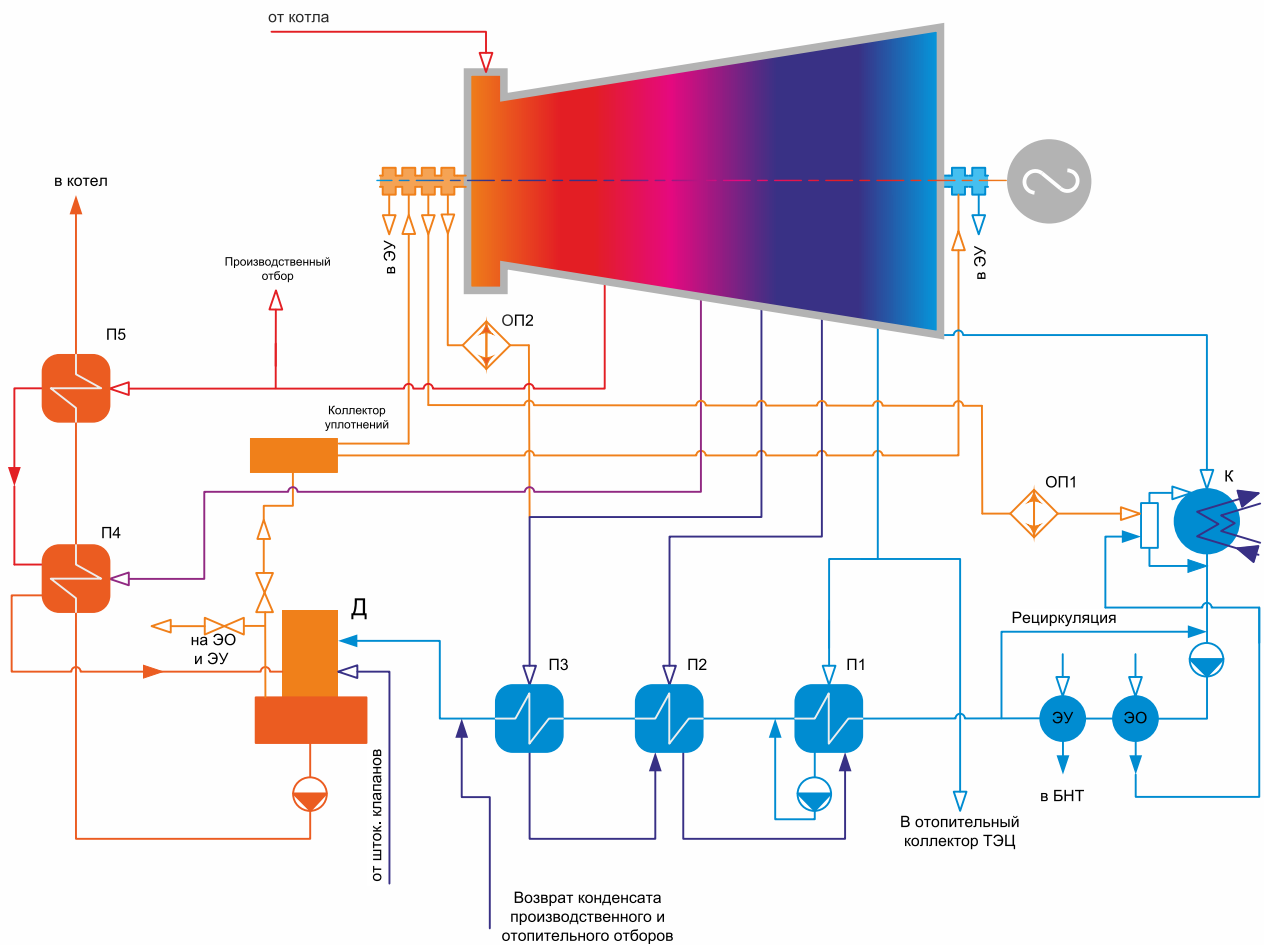 от котла
в котел
Производственный
отбор
в ЭУ
в ЭУ
П5
ОП2
Коллектор
уплотнений
ОП1
К
П4
Д
на ЭО
и ЭУ
Рециркуляция
П3
П2
П1
ЭУ
ЭО
от шток. клапанов
в БНТ
В отопительный
коллектор ТЭЦ
Возврат конденсата
производственного и
отопительного отборов